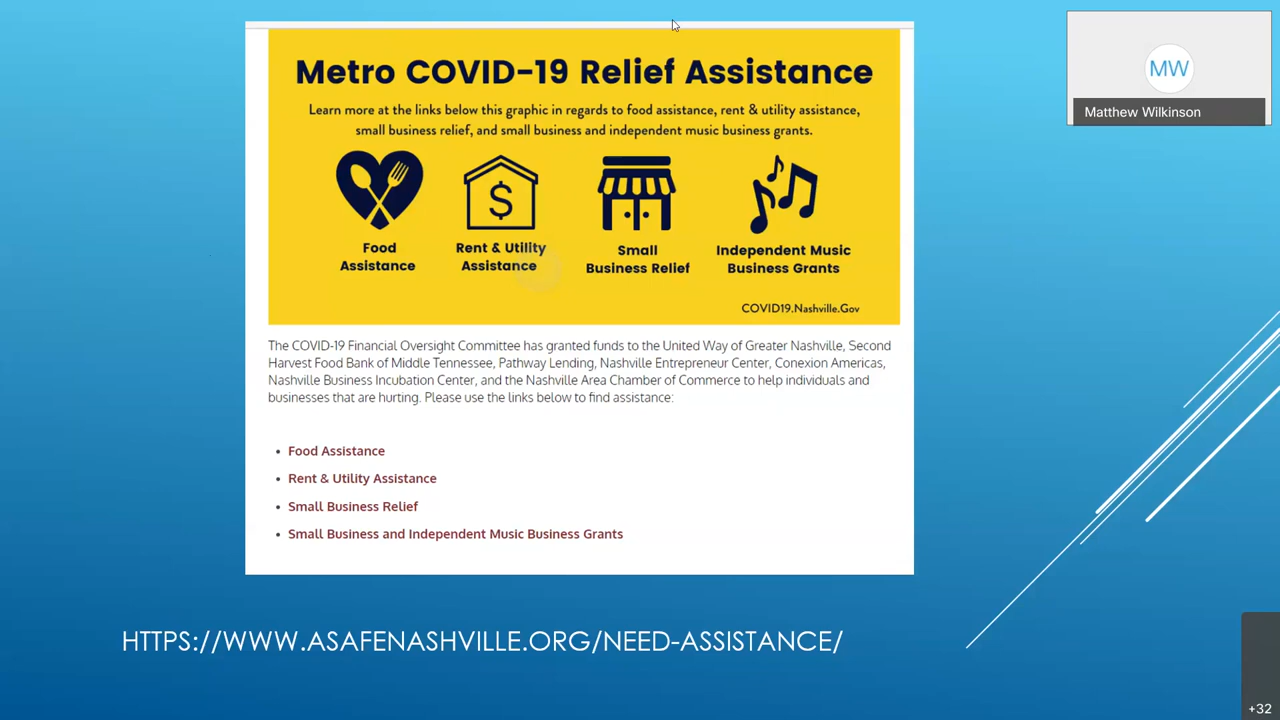 Metro COVID-19 Relief Assistance
Learn more at the links below this graphic in regards to food assistance, rent & utility assistance,
small business relief, and small business and independent music business grants.
$
Food
Assistance
Rent & Utility
Assistance
Small
Business Relief
Independent Music
Business Grants
COVID19.Nashville.Gov
The COVID-19 Financial Oversight Committee has granted funds to the United Way of Greater Nashville, Second
Harvest Food Bank of Middle Tennessee, Pathway Lending, Nashville Entrepreneur Center, Conexion Americas,
Nashville Business Incubation Center, and the Nashville Area Chamber of Commerce to help individuals and
businesses that are hurting. Please use the links below to find assistance:
• Food Assistance
• Rent & Utility Assistance
• Small Business Relief
• Small Business and Independent Music Business Grants
HTTPS://WWW.ASAFENASHVILLE.ORG/NEED-ASSISTANCE/
MW
Matthew Wilkinson
+32